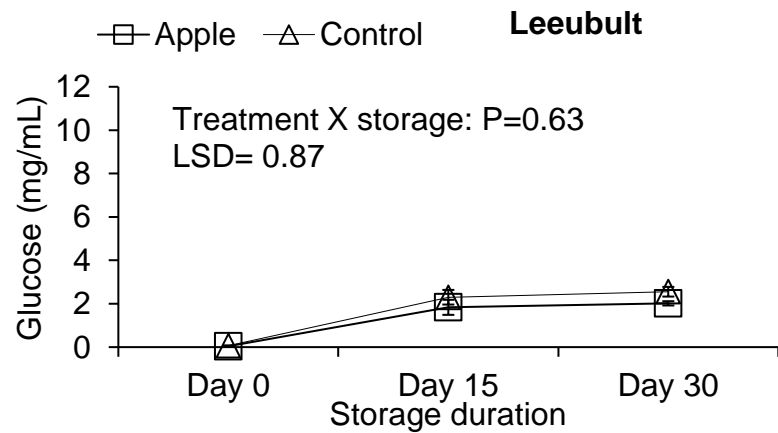 Leeubult
Apple Control
Treatment X storage: P=0.63
LSD= 0.87
Glucose (mg/mL)
12
10
8
6
4
2
0
Day 0 Day 15 Day 30
Storage duration